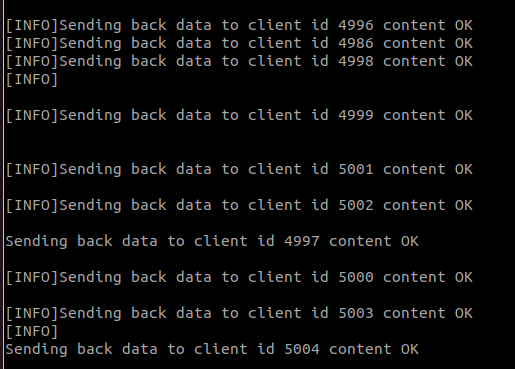 [INFO]Sending back data to client id 4996 content OK
[INFO]Sending back data to client id 4986 content OK
[INFO]Sending back data to client id 4998 content OK
[INFO]
[INFO]Sending back data to client id 4999 content OK
[INFO]Sending back data to client id 5001 content OK
[INFO]Sending back data to client id 5002 content OK
Sending back data to client id 4997 content OK
[INFO]Sending back data to client id 5000 content OK
[INFO]Sending back data to client id 5003 content OK
[INFO]
Sending back data to client id 5004 content OK